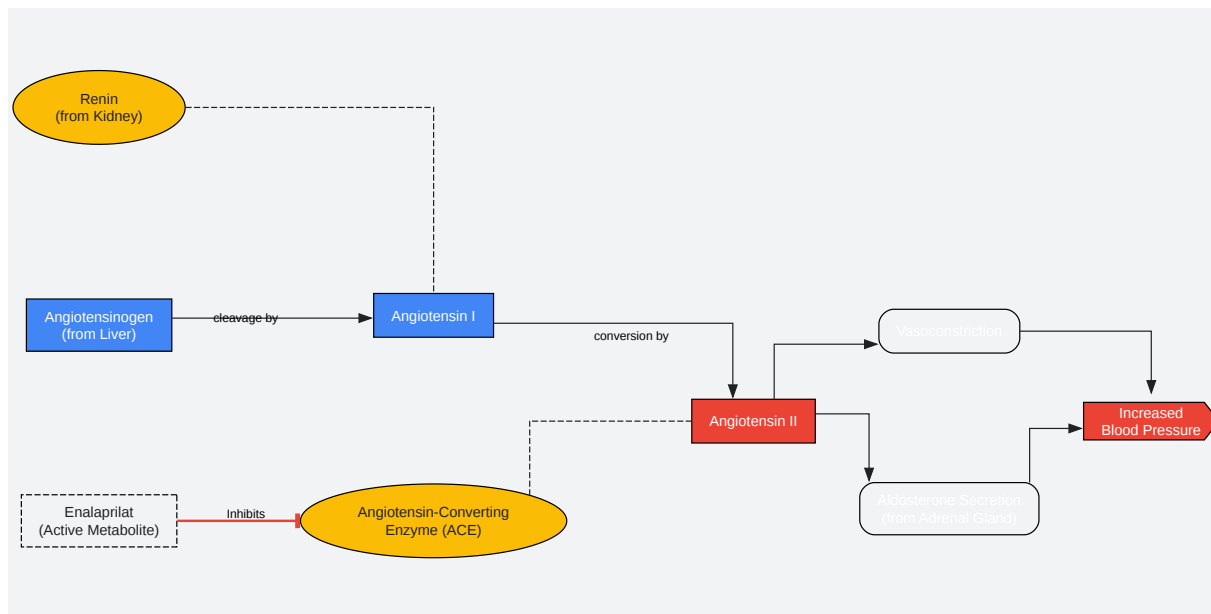 Renin
(from Kidney)
Angiotensinogen
(from Liver)
cleavage by
Angiotensin I
conversion by
Vasoconstriction
Angiotensin II
Increased
Blood Pressure
Enalaprilat
(Active Metabolite)
Inhibits
Angiotensin-Converting
Enzyme (ACE)
Aldosterone Secretion
(from Adrenal Gland)